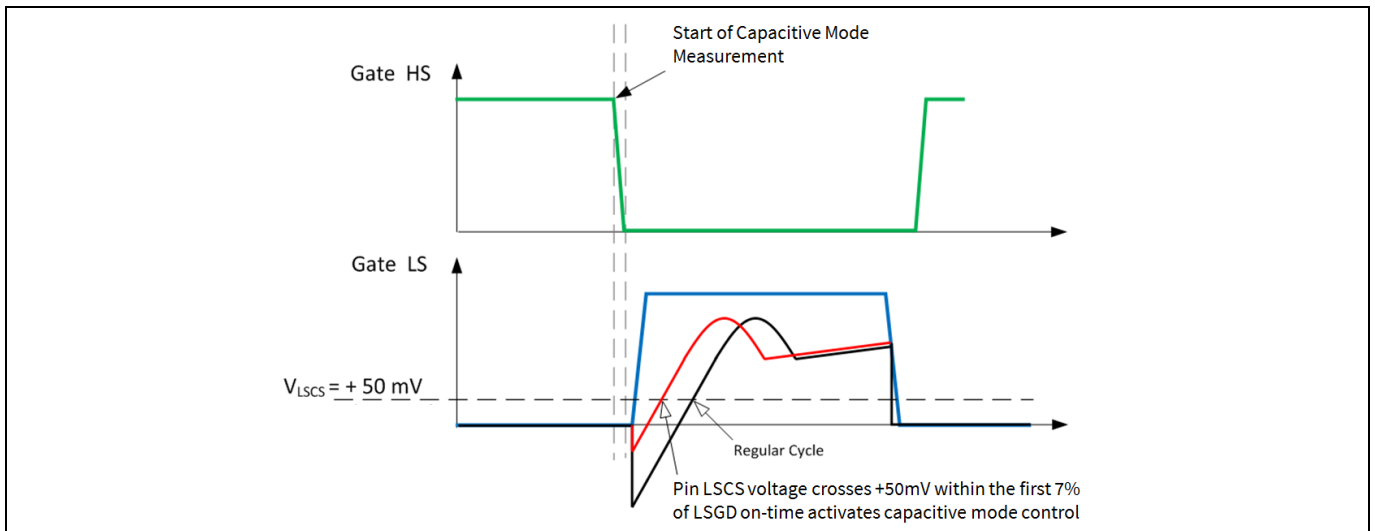 Start of Capacitive Mode
Measurement
Gate HS
Gate LS
VLSCS = + 50 mV
Regular Cycle
Pin LSCS voltage crosses +50mV within the first 7%
of LSGD on-time activates capacitive mode control